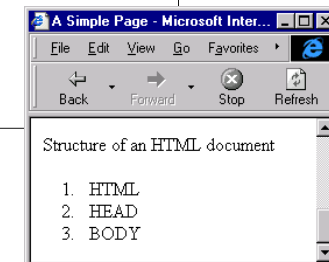 A Simple Page - Microsoft Inter...
File Edit View Go Favorites
Back Forward Stop Refresh
Structure of an HTML document
1. HTML
2. HEAD
3. BODY